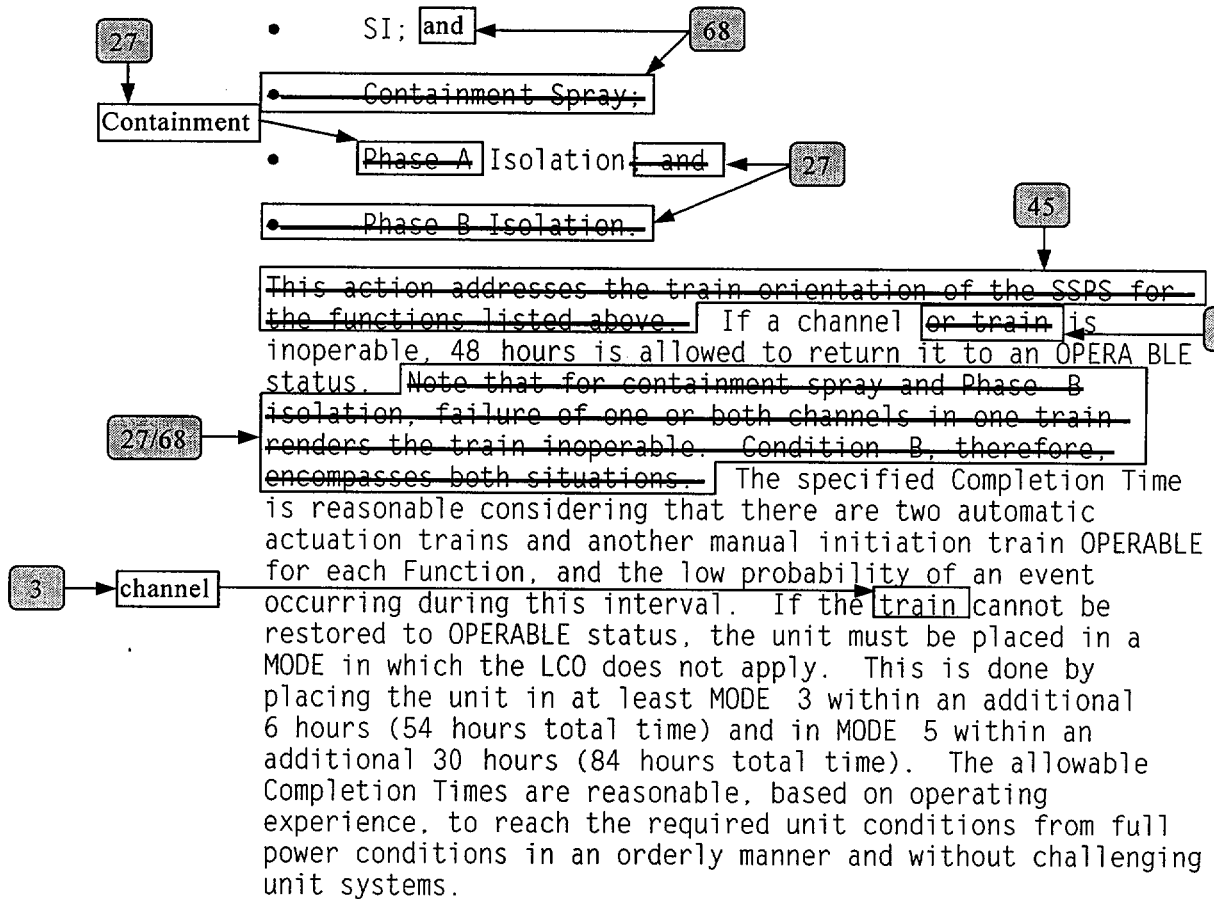 • SI; and 68
27
• Containment Spray;
Containment
• Phase A Isolation; and 27
• Phase B Isolation.
45
This action addresses the train orientation of the SSPS for
the functions listed above. If a channel or train is
inoperable, 48 hours is allowed to return it to an OPERA BLE
status. Note that for containment spray and Phase B
isolation, failure of one or both channels in one train
27/68
renders the train inoperable. Condition B, therefore,
encompasses both situations. The specified Completion Time
is reasonable considering that there are two automatic
actuation trains and another manual initiation train OPERABLE
for each Function, and the low probability of an event
3 channel
occurring during this interval. If the train cannot be
restored to OPERABLE status, the unit must be placed in a
MODE in which the LCO does not apply. This is done by
placing the unit in at least MODE 3 within an additional
6 hours (54 hours total time) and in MODE 5 within an
additional 30 hours (84 hours total time). The allowable
Completion Times are reasonable, based on operating
experience, to reach the required unit conditions from full
power conditions in an orderly manner and without challenging
unit systems.